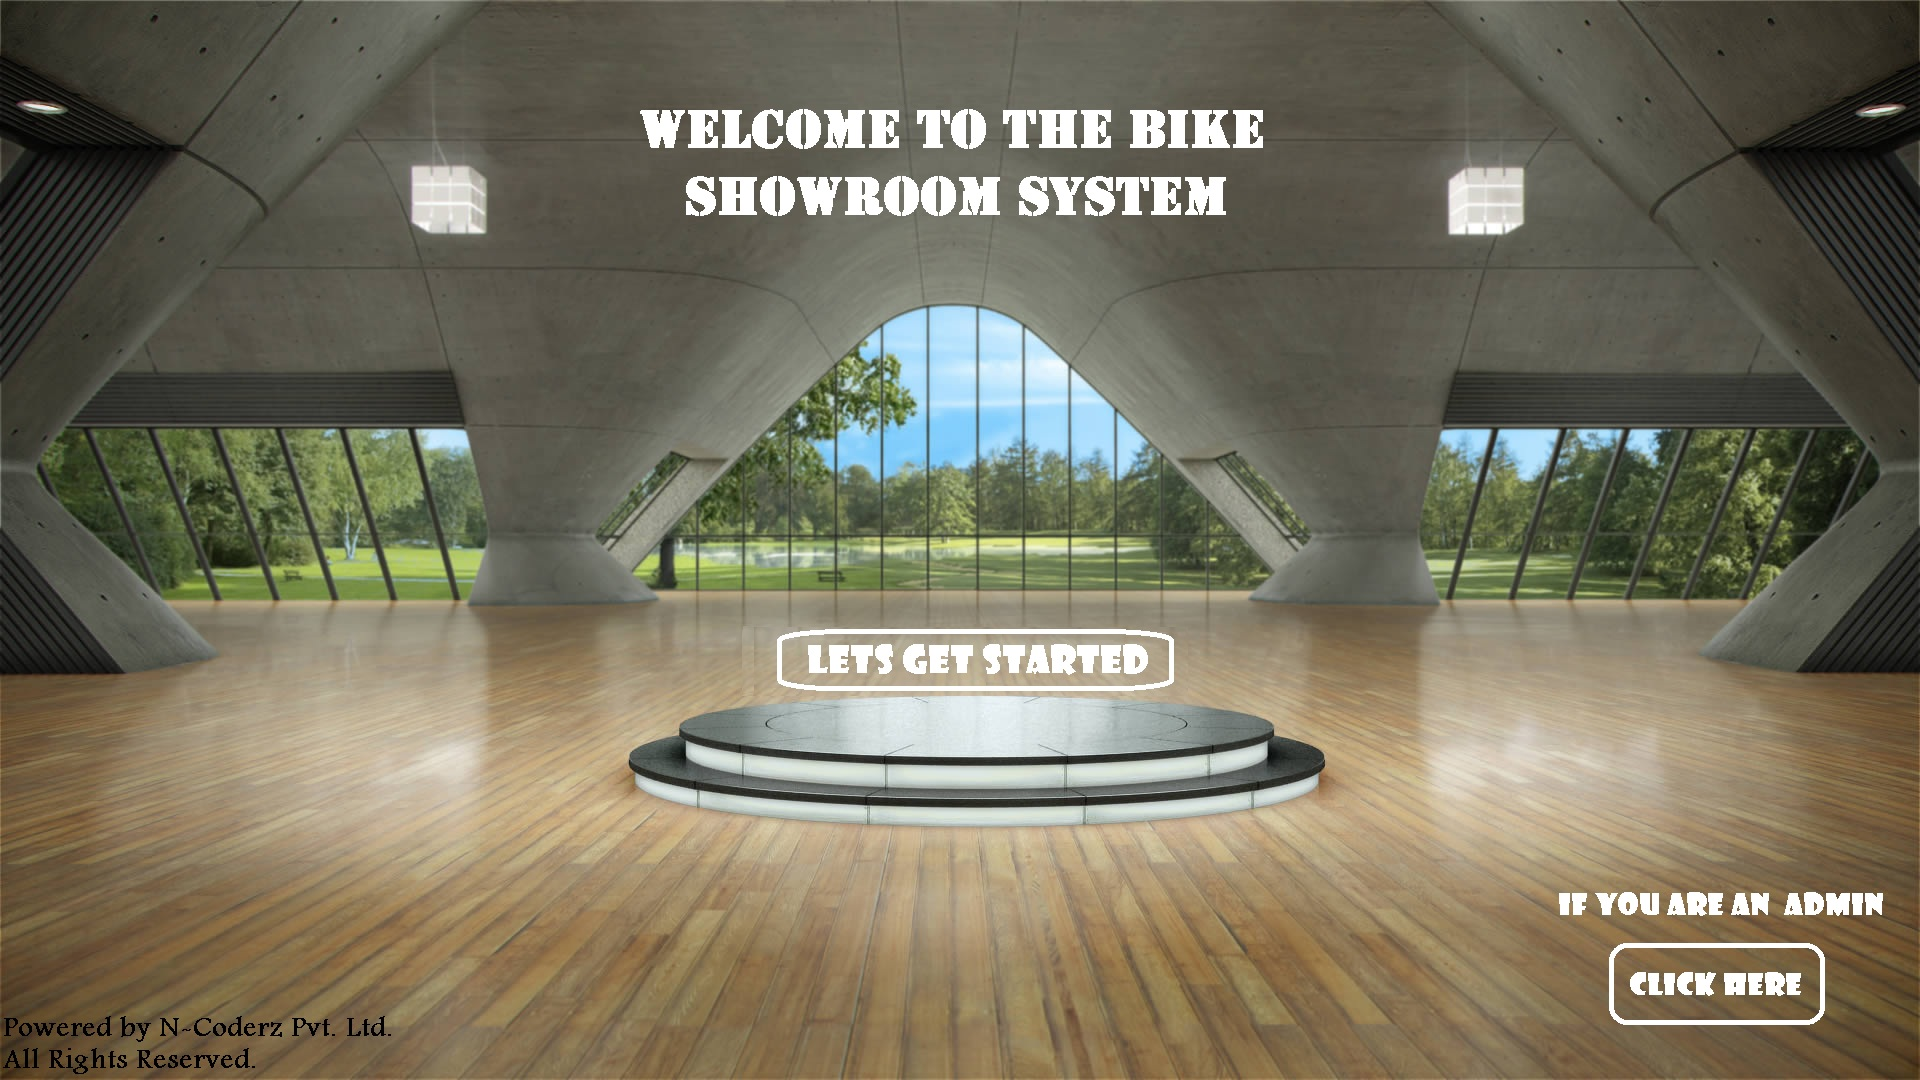 WELCOME TO THE BIKE
SHOWROOM SYSTEM
LETS GET STARTED
IF YOU ARE AN ADMIN
CLICK HERE
Powered by N-Coderz Pvt. Ltd.
All Rights Reserved.